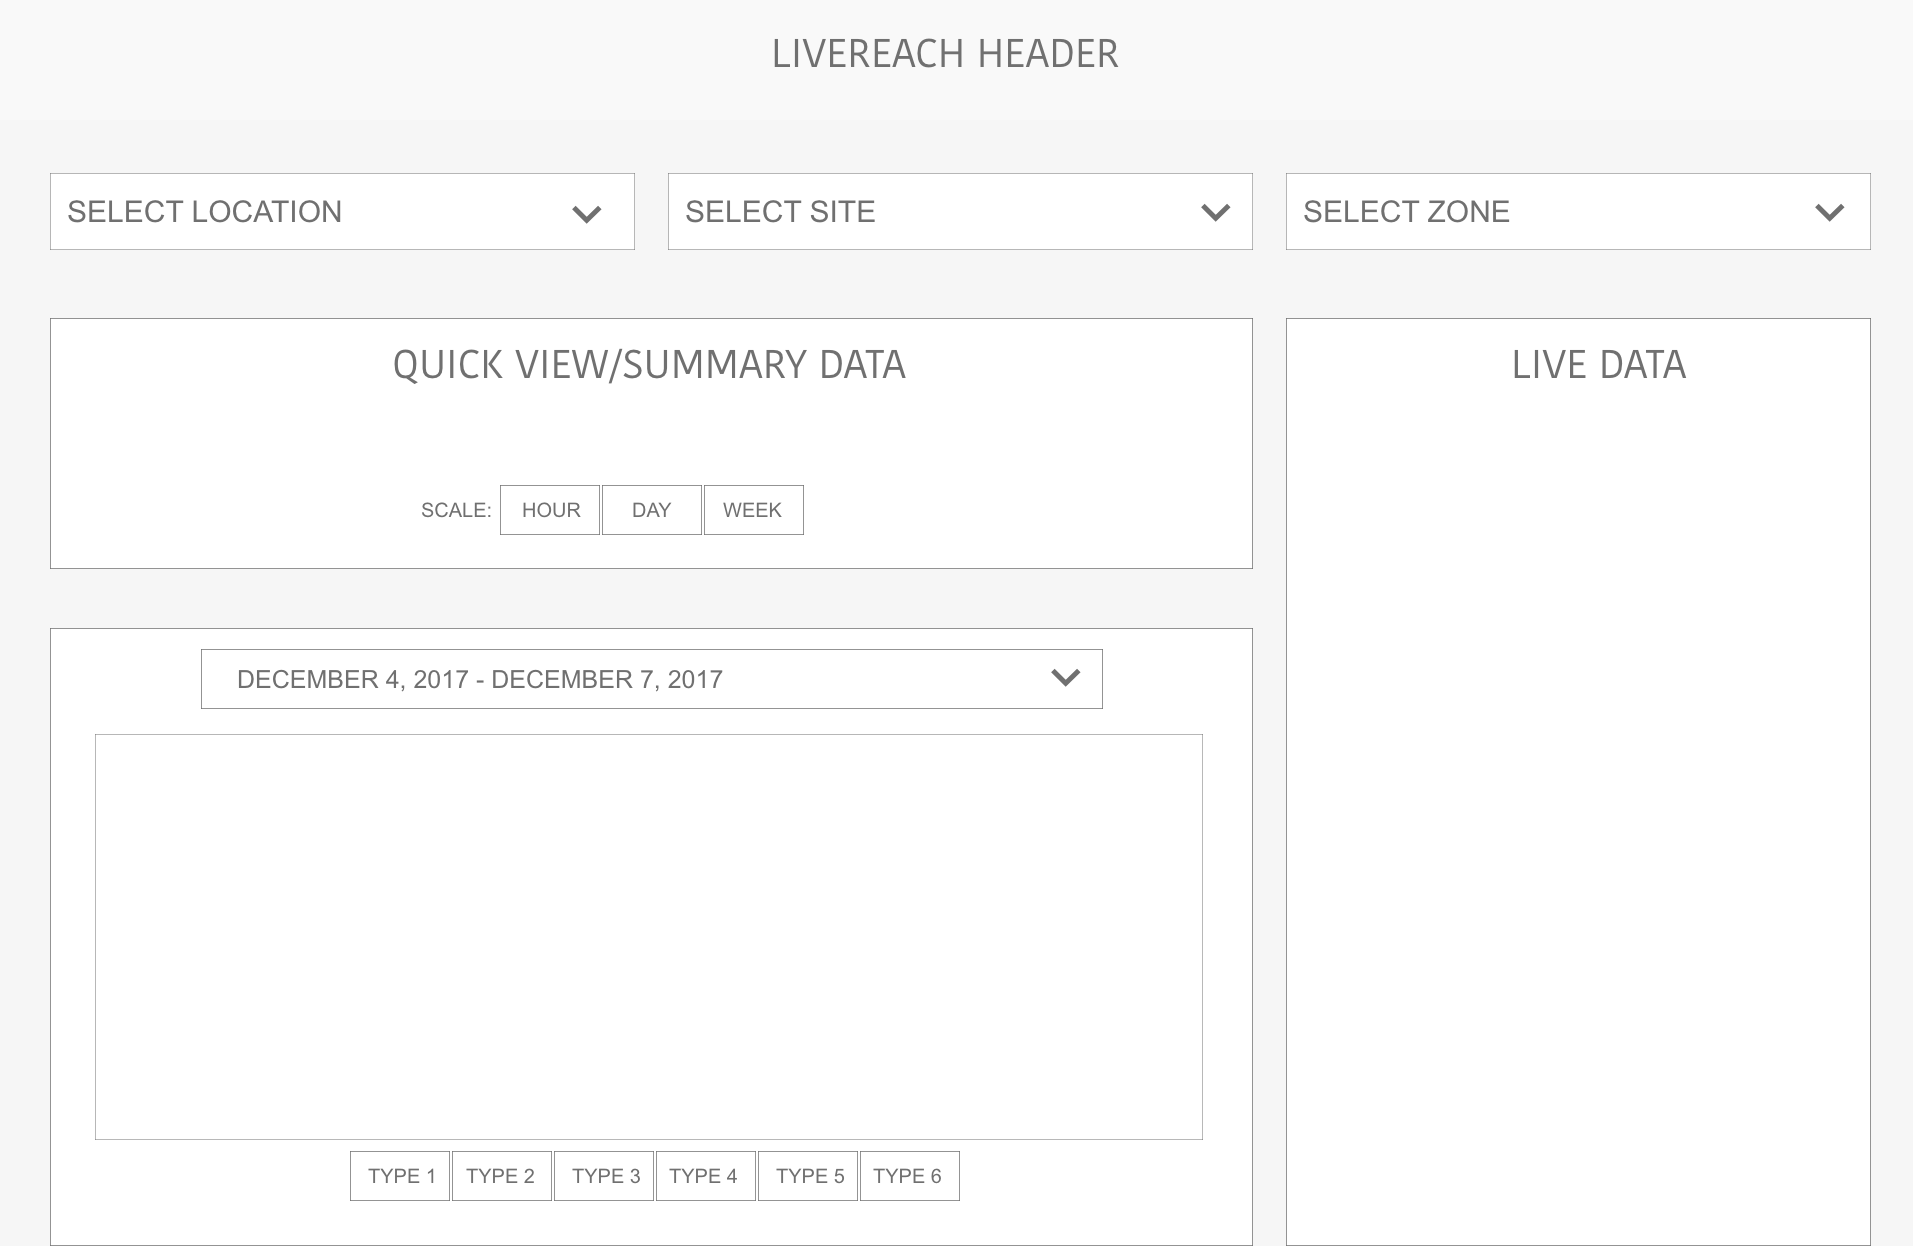 LIVEREACH HEADER
SELECT LOCATION
SELECT SITE
SELECT ZONE
QUICK VIEW/SUMMARY DATA
SCALE: HOUR DAY WEEK
LIVE DATA
DECEMBER 4, 2017 - DECEMBER 7, 2017
TYPE 1 TYPE 2 TYPE 3 TYPE 4 TYPE 5 TYPE 6